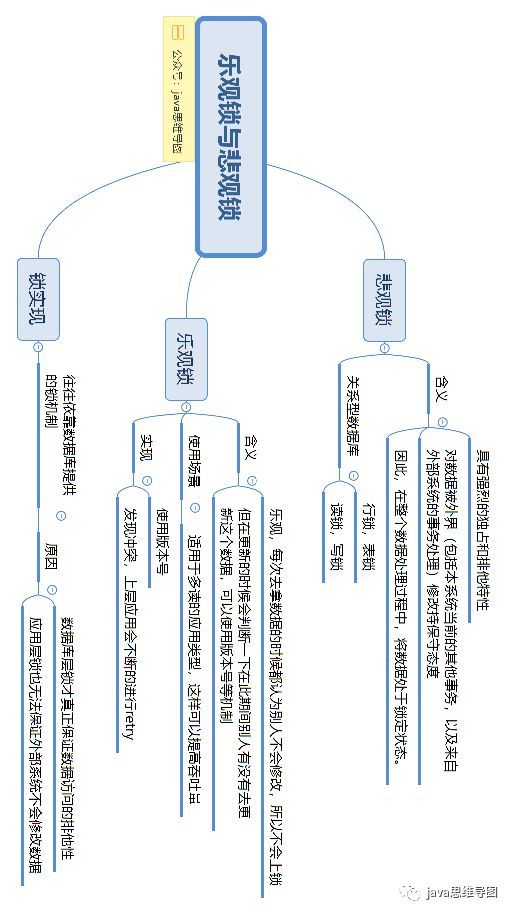 乐观锁与悲观锁
公众号：java思维导图
悲观锁
含义
具有强烈的独占和排他特性
对数据被外界（包括本系统当前的其他事务，以及来自
外部系统的事务处理）修改持保守态度
因此，在整个数据处理过程中，将数据处于锁定状态。
关系型数据库
行锁，表锁
读锁，写锁
乐观锁
含义
乐观，每次去拿数据的时候都认为别人不会修改，所以不会上锁
但在更新的时候会判断一下在此期间别人有没有去更
新这个数据，可以使用版本号等机制
使用场景
适用于多读的应用类型，这样可以提高吞吐量
实现
使用版本号
发现冲突，上层应用会不断的进行retry
锁实现
往往依靠数据库提供
的锁机制
原因
数据库层锁才真正保证数据访问的排他性
应用层锁也无法保证外部系统不会修改数据
java思维导图